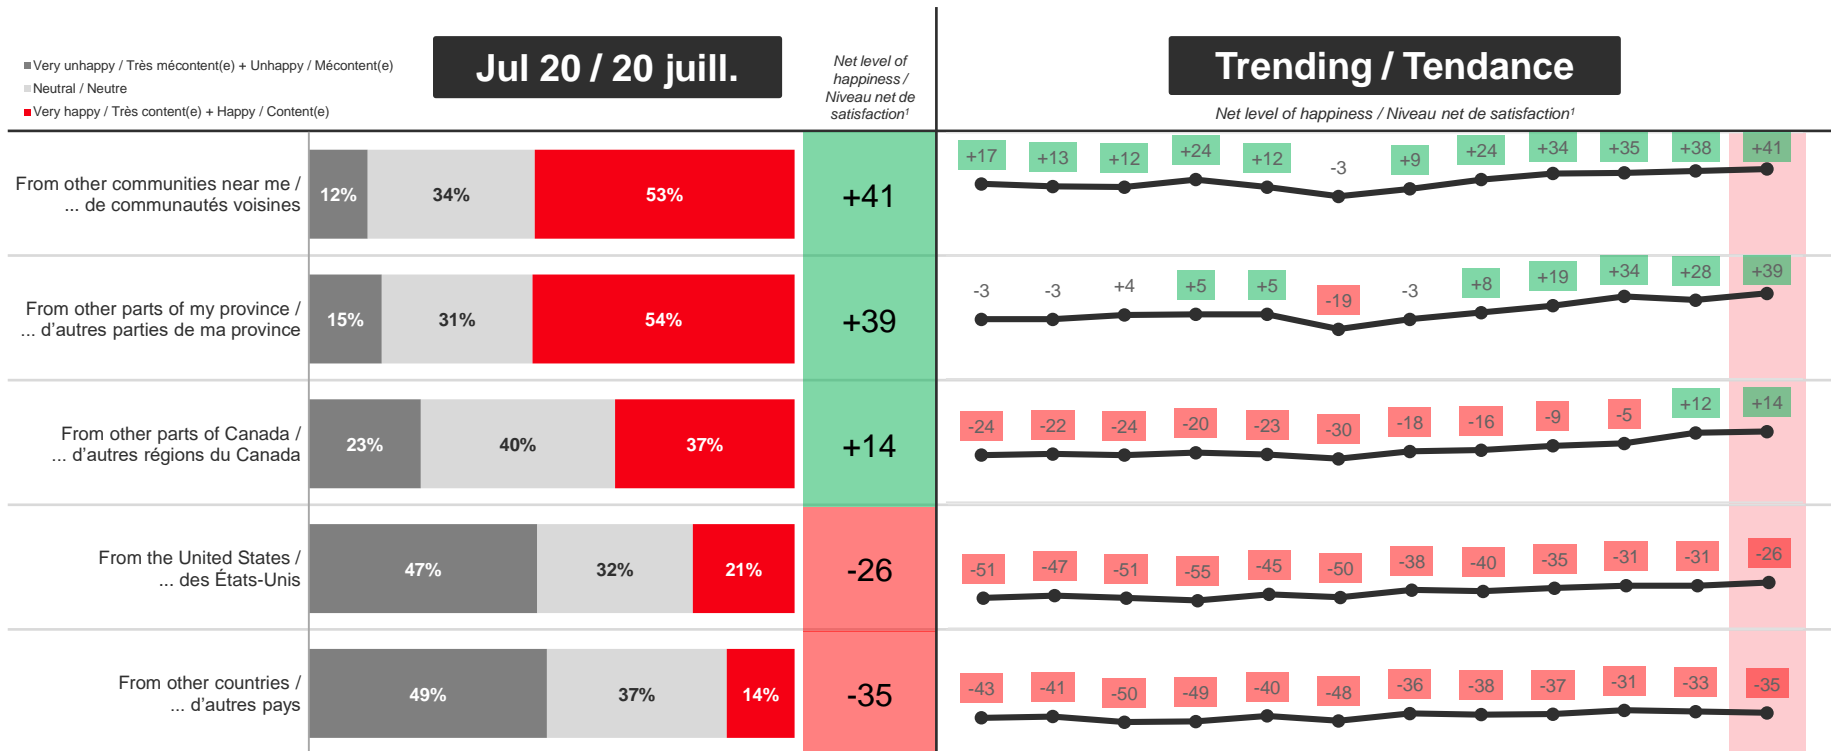 Very unhappy / Très mécontent(e) + Unhappy / Mécontent(e)
Neutral / Neutre
Very happy / Très content(e) + Happy / Content(e)
Jul 20 / 20 juill.
Net level of
happiness /
Niveau net de
satisfaction¹
Trending / Tendance
Net level of happiness / Niveau net de satisfaction¹
From other communities near me /
... de communautés voisines
12% 34% 53%
+41
+17 +13 +12 +24 +12 -3 +9 +24 +34 +35 +38 +41
From other parts of my province /
... d'autres parties de ma province
15% 31% 54%
+39
-3 -3 +4 +5 +5 -19 -3 +8 +19 +34 +28 +39
From other parts of Canada /
... d'autres régions du Canada
23% 40% 37%
+14
-24 -22 -24 -20 -23 -30 -18 -16 -9 -5 +12 +14
From the United States /
... des États-Unis
47% 32% 21%
-26
-51 -47 -51 -55 -45 -50 -38 -40 -35 -31 -31 -26
From other countries /
... d'autres pays
49% 37% 14%
-35
-43 -41 -50 -49 -40 -48 -36 -38 -37 -31 -33 -35